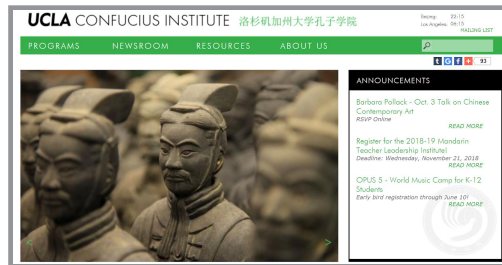 UCLA CONFUCIUS INSTITUTE 洛杉矶加州大学孔子学院
Beijing: 22:15
Los Angeles: 06:15
MAILING LIST
PROGRAMS NEWSROOM RESOURCES ABOUT US
t G f + 93
ANNOUNCEMENTS
Barbara Pollack - Oct. 3 Talk on Chinese
Contemporary Art
RSVP Online
READ MORE
Register for the 2018-19 Mandarin
Teacher Leadership Institute!
Deadline: Wednesday, November 21, 2018
READ MORE
OPUS 5 - World Music Camp for K-12
Students
Early bird registration through June 10!
READ MORE
< >